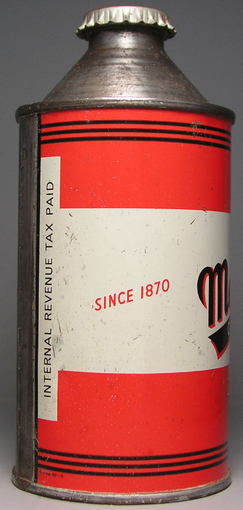 INTERNAL REVENUE TAX PAID
SINCE 1870